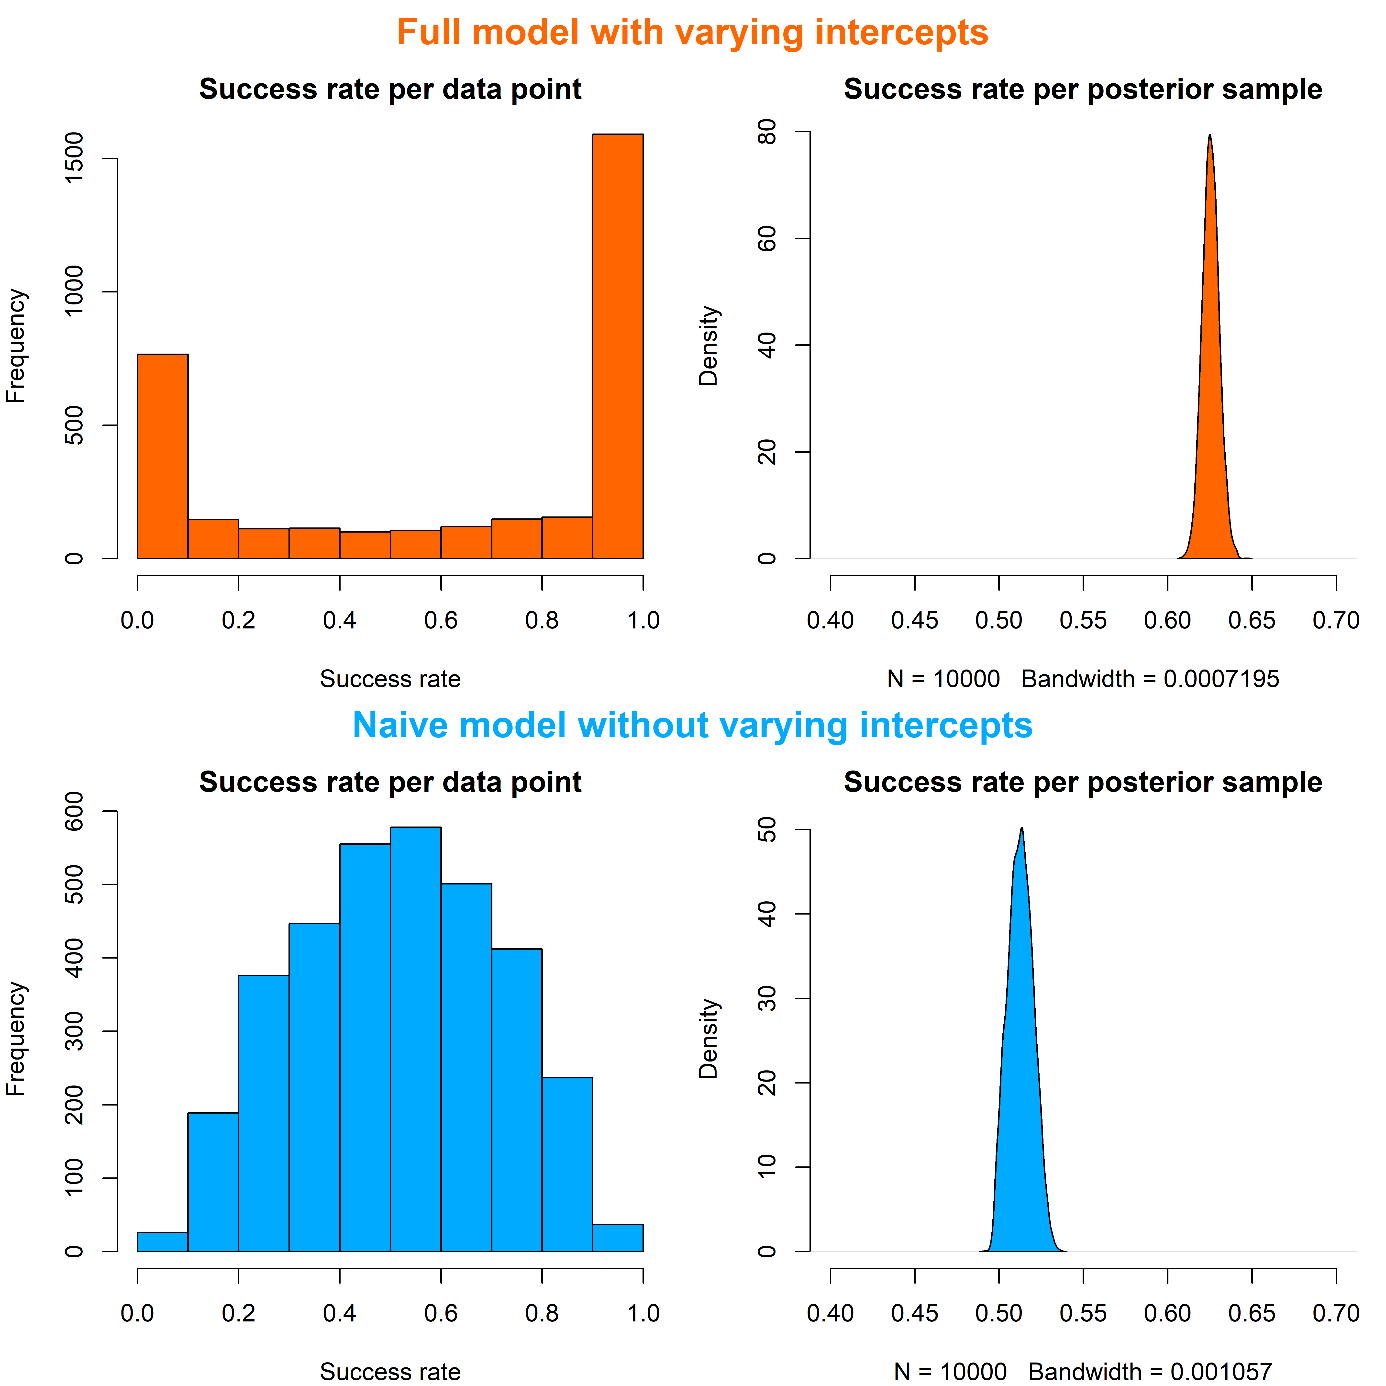 Full model with varying intercepts
Success rate per data point
Frequency
0 500 1000 1500
0.0 0.2 0.4 0.6 0.8 1.0
Success rate
Success rate per posterior sample
Density
0 20 40 60 80
0.40 0.45 0.50 0.55 0.60 0.65 0.70
N = 10000 Bandwidth = 0.0007195
Naive model without varying intercepts
Success rate per data point
Frequency
0 100 200 300 400 500 600
0.0 0.2 0.4 0.6 0.8 1.0
Success rate
Success rate per posterior sample
Density
0 10 20 30 40 50
0.40 0.45 0.50 0.55 0.60 0.65 0.70
N = 10000 Bandwidth = 0.001057